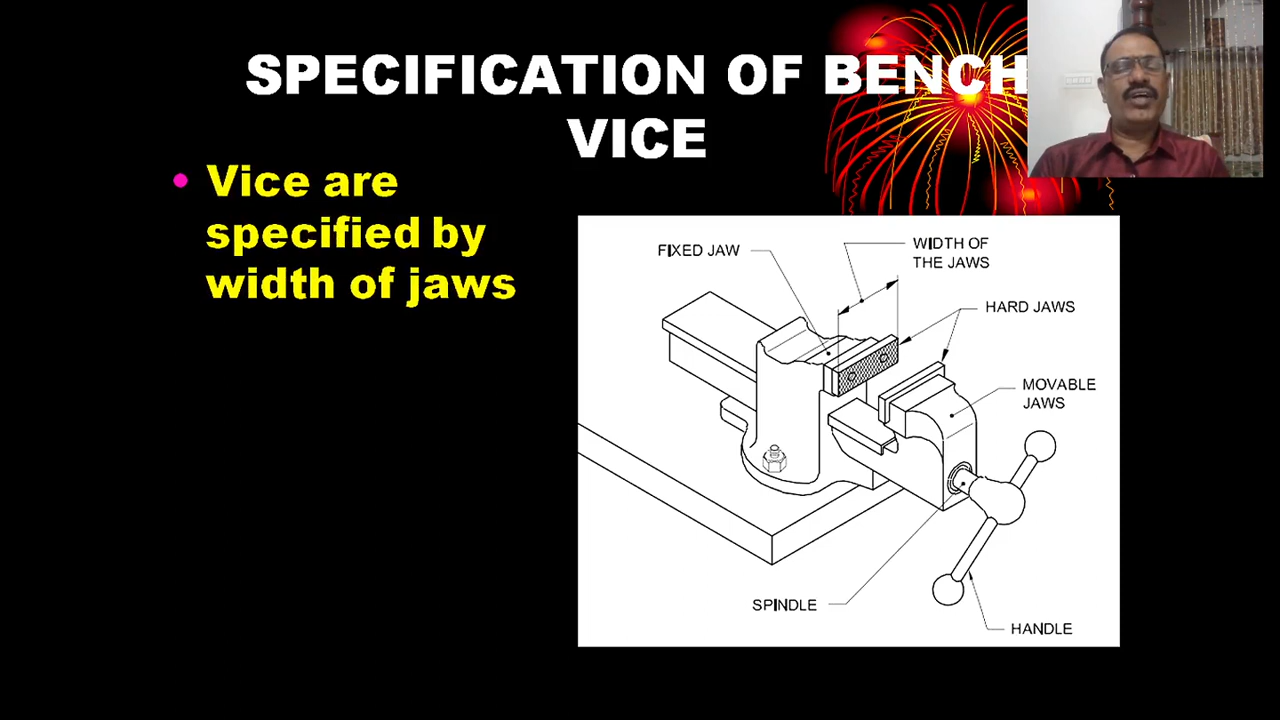 SPECIFICATION OF BENCH
VICE
• Vice are
specified by
width of jaws
FIXED JAW
WIDTH OF
THE JAWS
HARD JAWS
MOVABLE
JAWS
SPINDLE
HANDLE